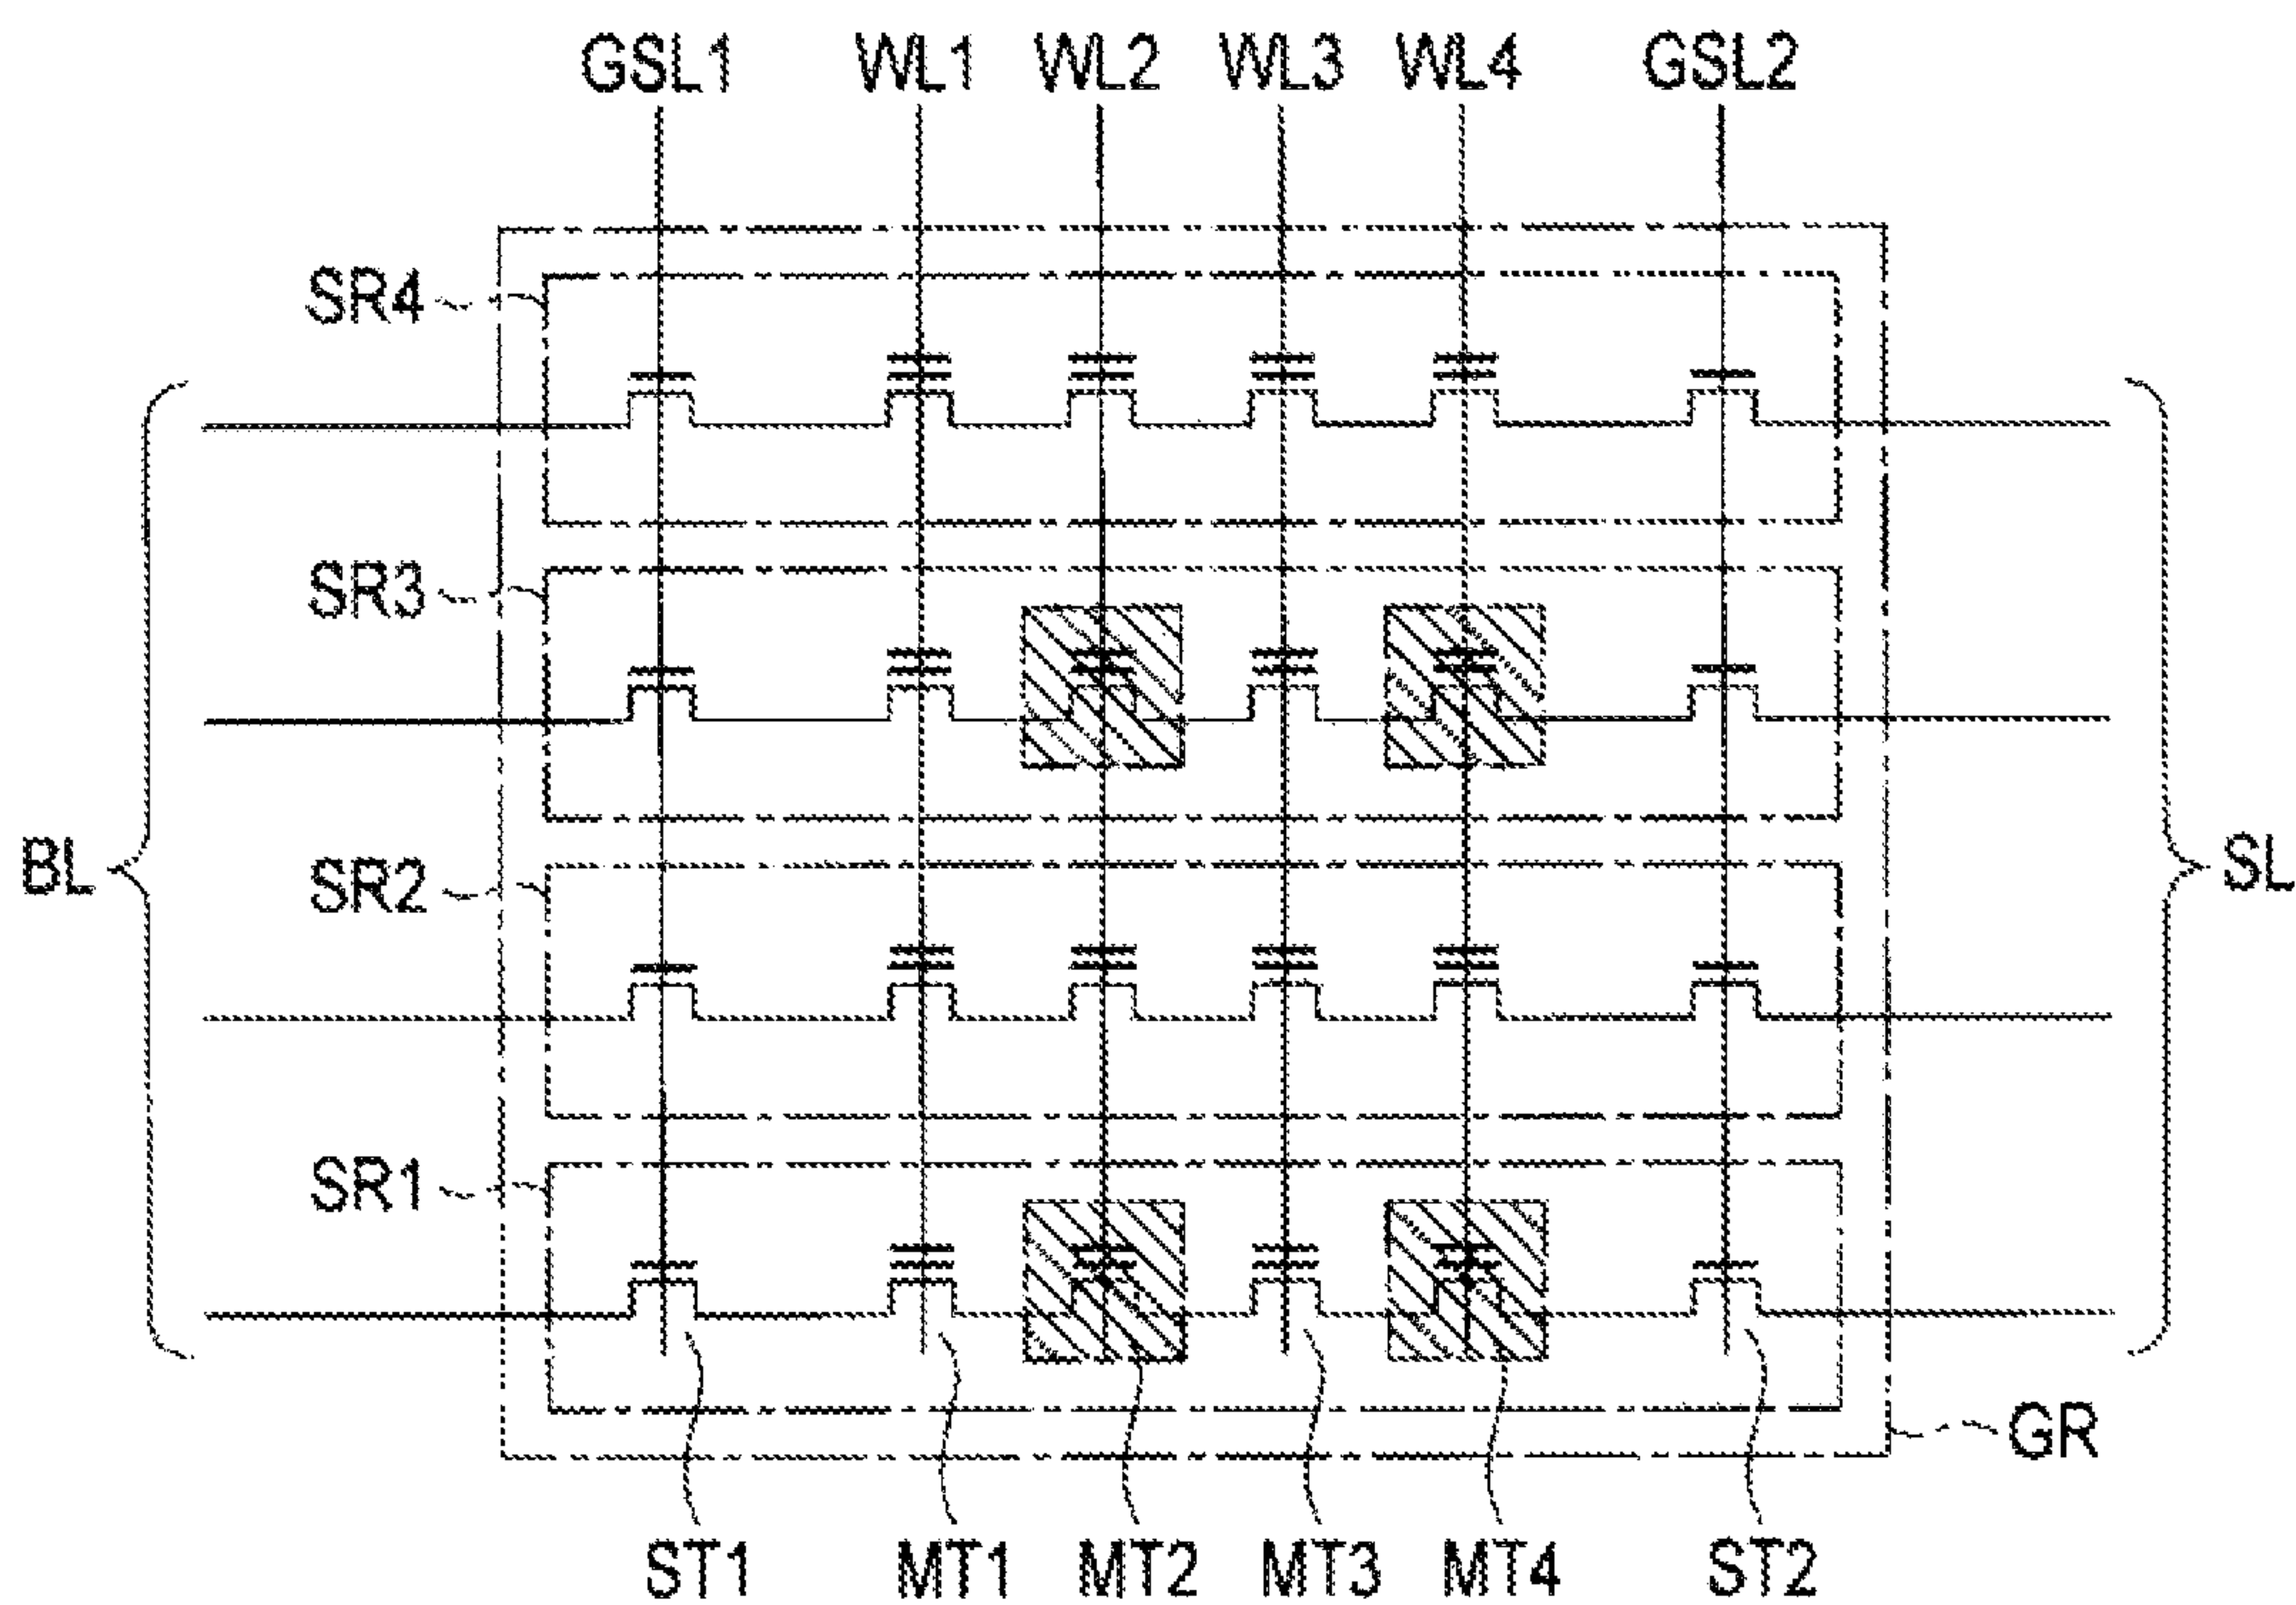 GSL1 WL1 WL2 WL3 WL4 GSL2
SR4
SR3
BL
SR2
SL
SR1
GR
ST1 MT1 MT2 MT3 MT4 ST2